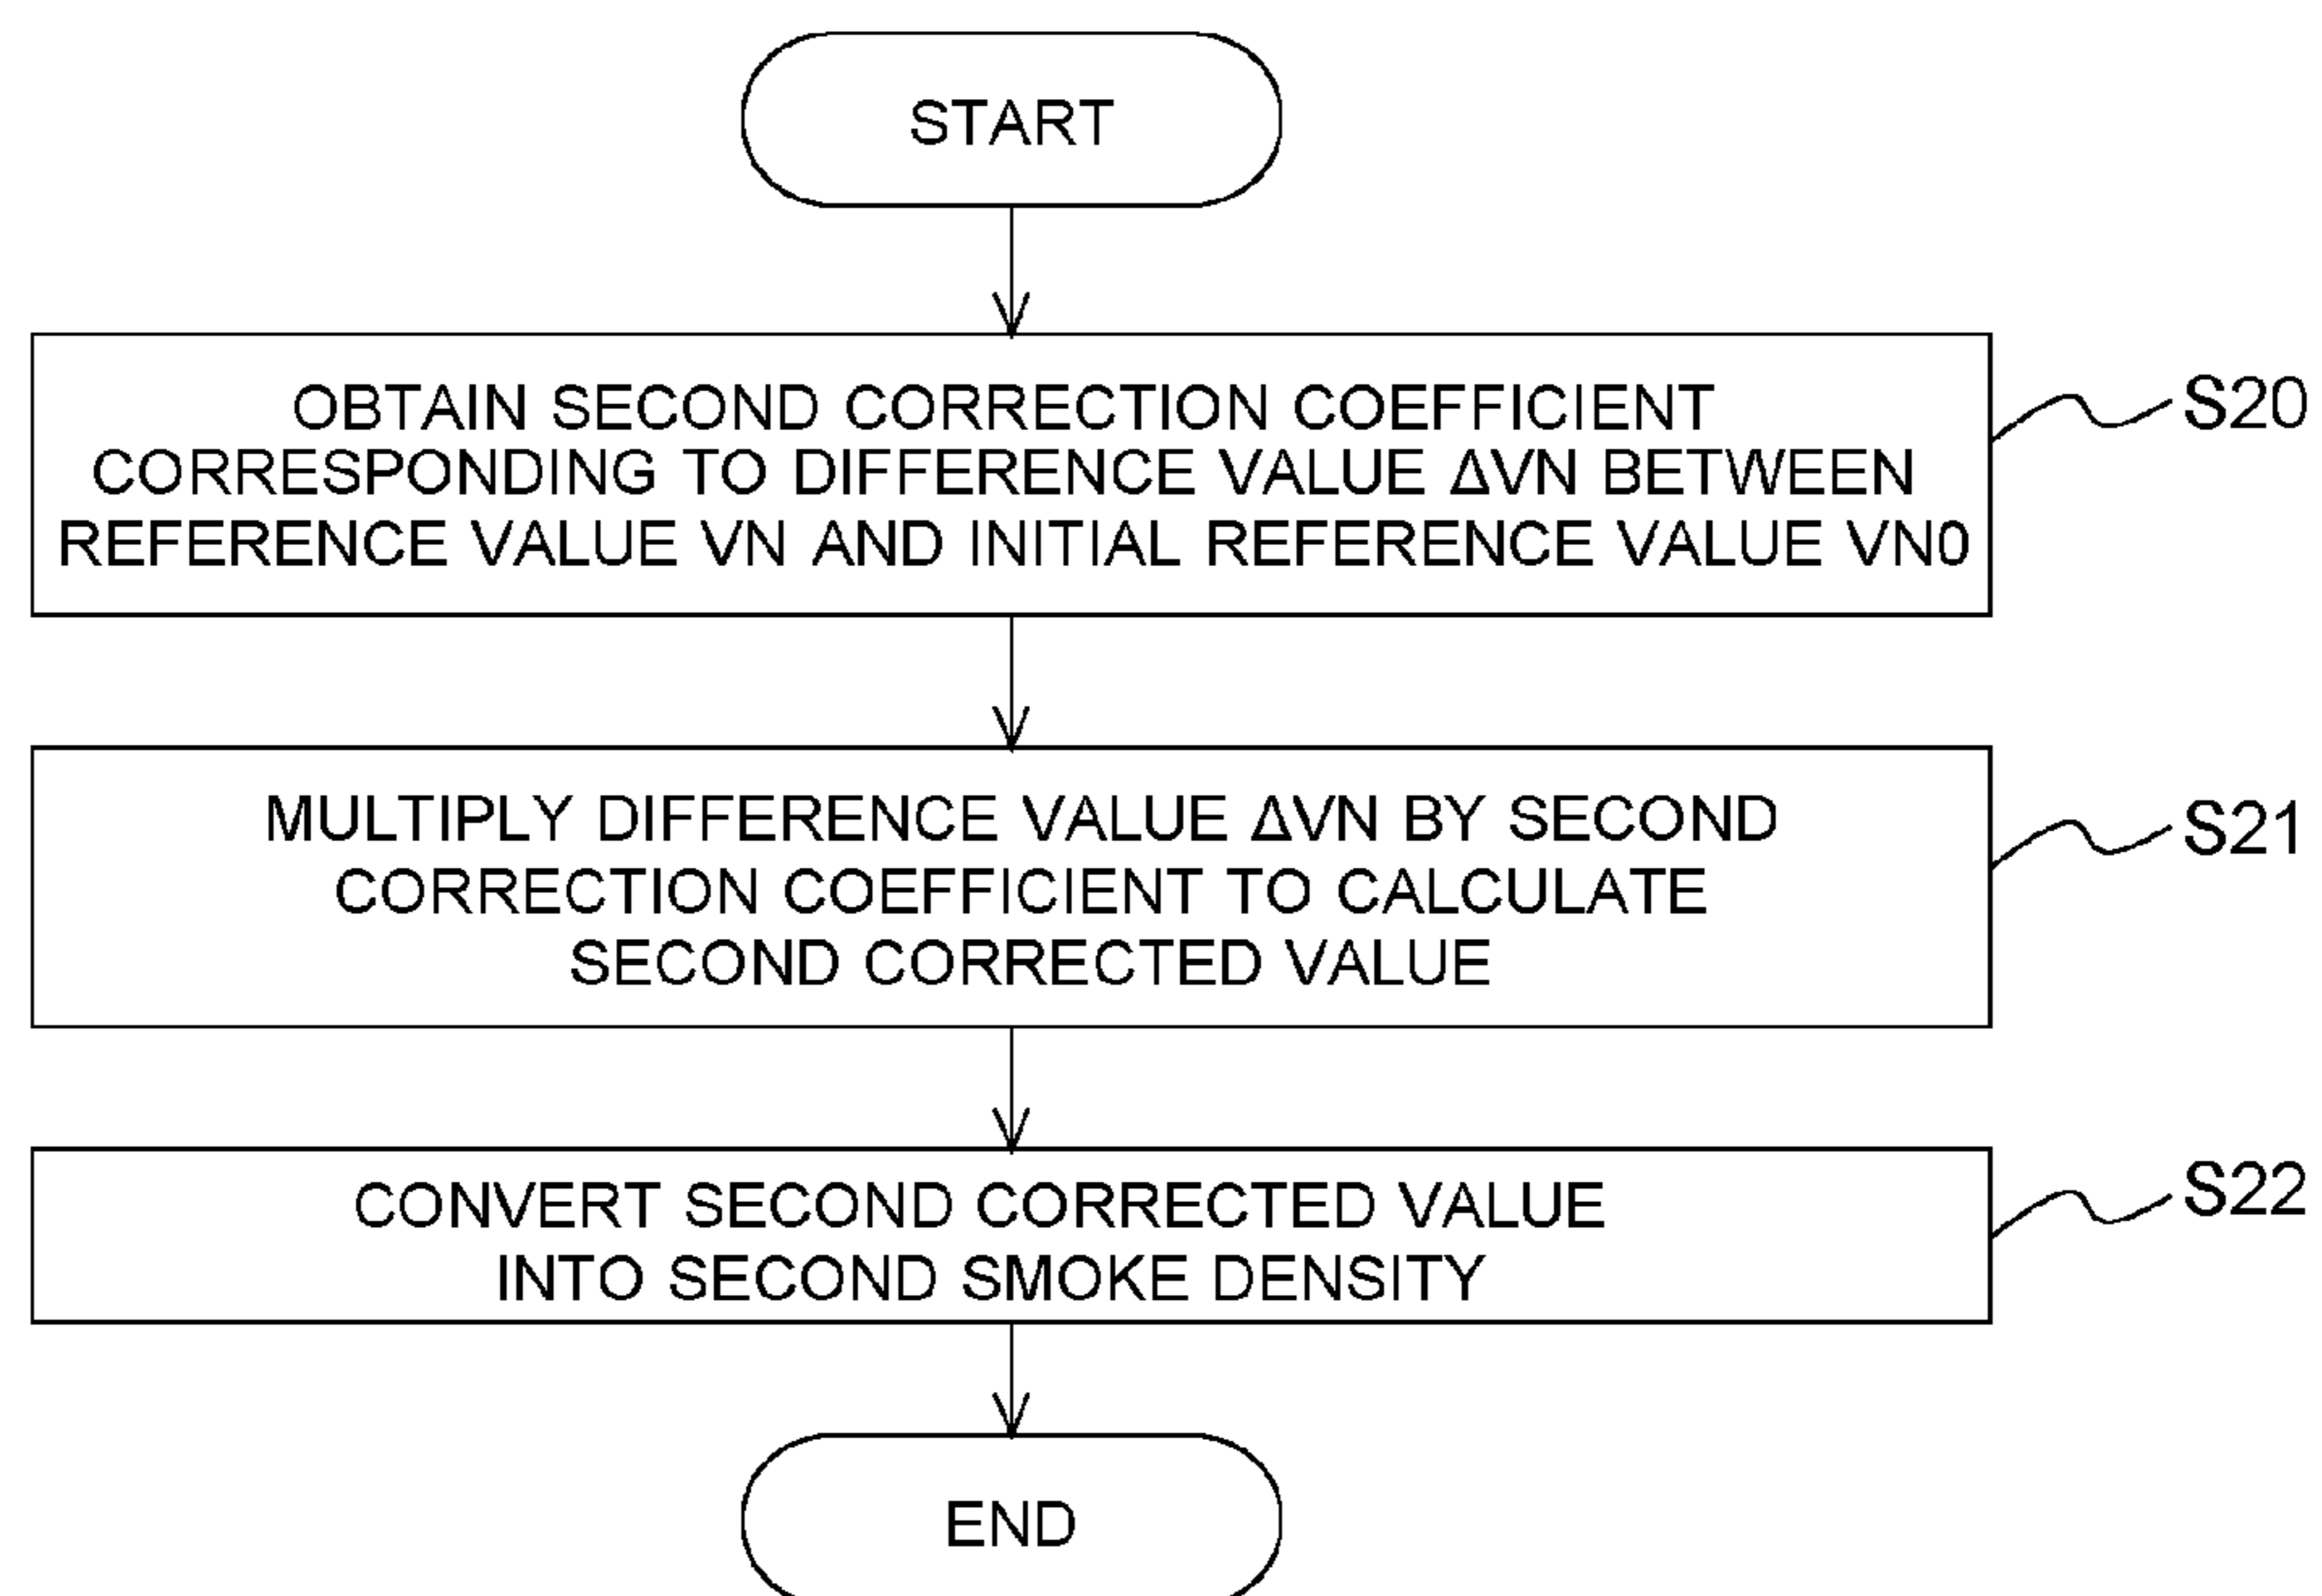 START
OBTAIN SECOND CORRECTION COEFFICIENT
CORRESPONDING TO DIFFERENCE VALUE ΔVN BETWEEN
REFERENCE VALUE VN AND INITIAL REFERENCE VALUE VN0
S20
MULTIPLY DIFFERENCE VALUE ΔVN BY SECOND
CORRECTION COEFFICIENT TO CALCULATE
SECOND CORRECTED VALUE
S21
CONVERT SECOND CORRECTED VALUE
INTO SECOND SMOKE DENSITY
S22
END